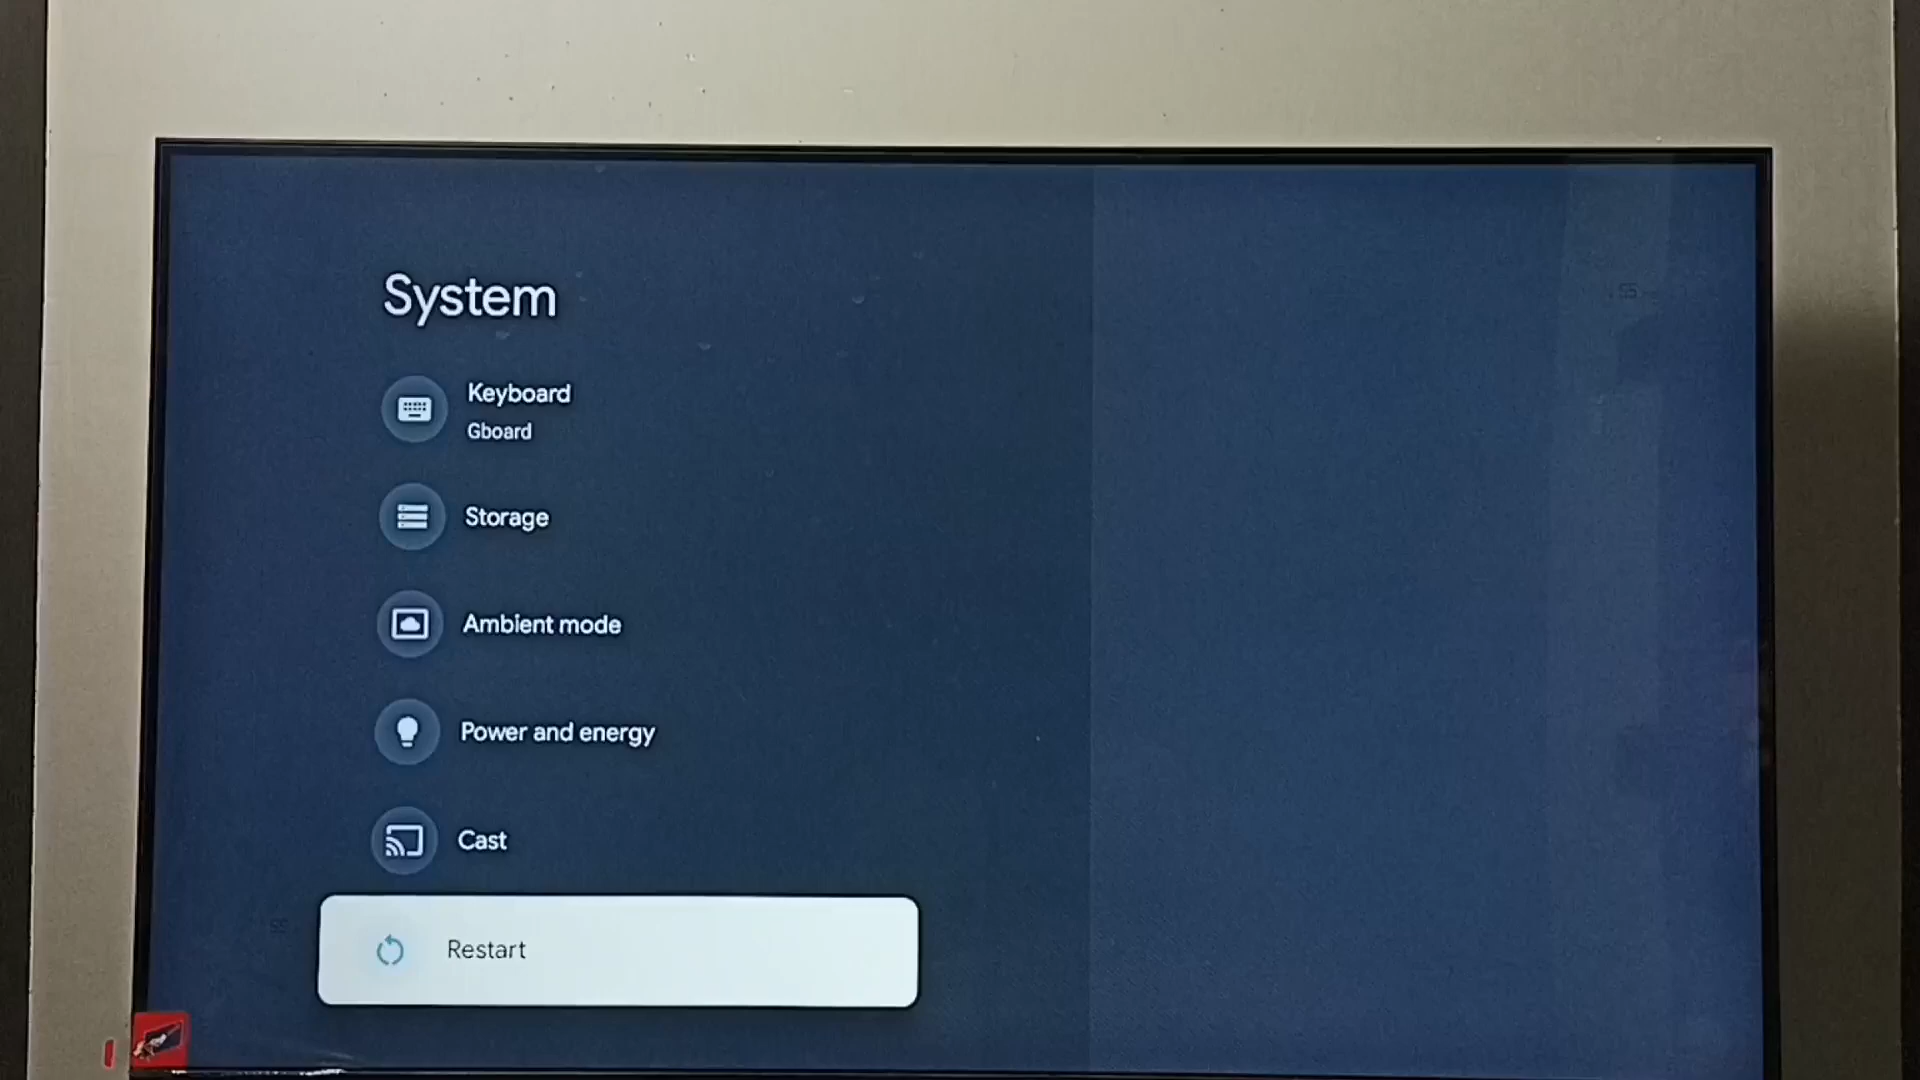 System
Keyboard
Gboard
Storage
Ambient mode
Power and energy
Cast
Restart